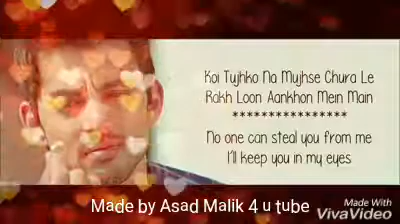 Koi Tujhko Na Mujhse Chura Le
Rakh Loon Aankhon Mein Main
****************
No one can steal you from me
I'll keep you in my eyes
Made by Asad Malik 4 u tube
Made With
VivaVideo